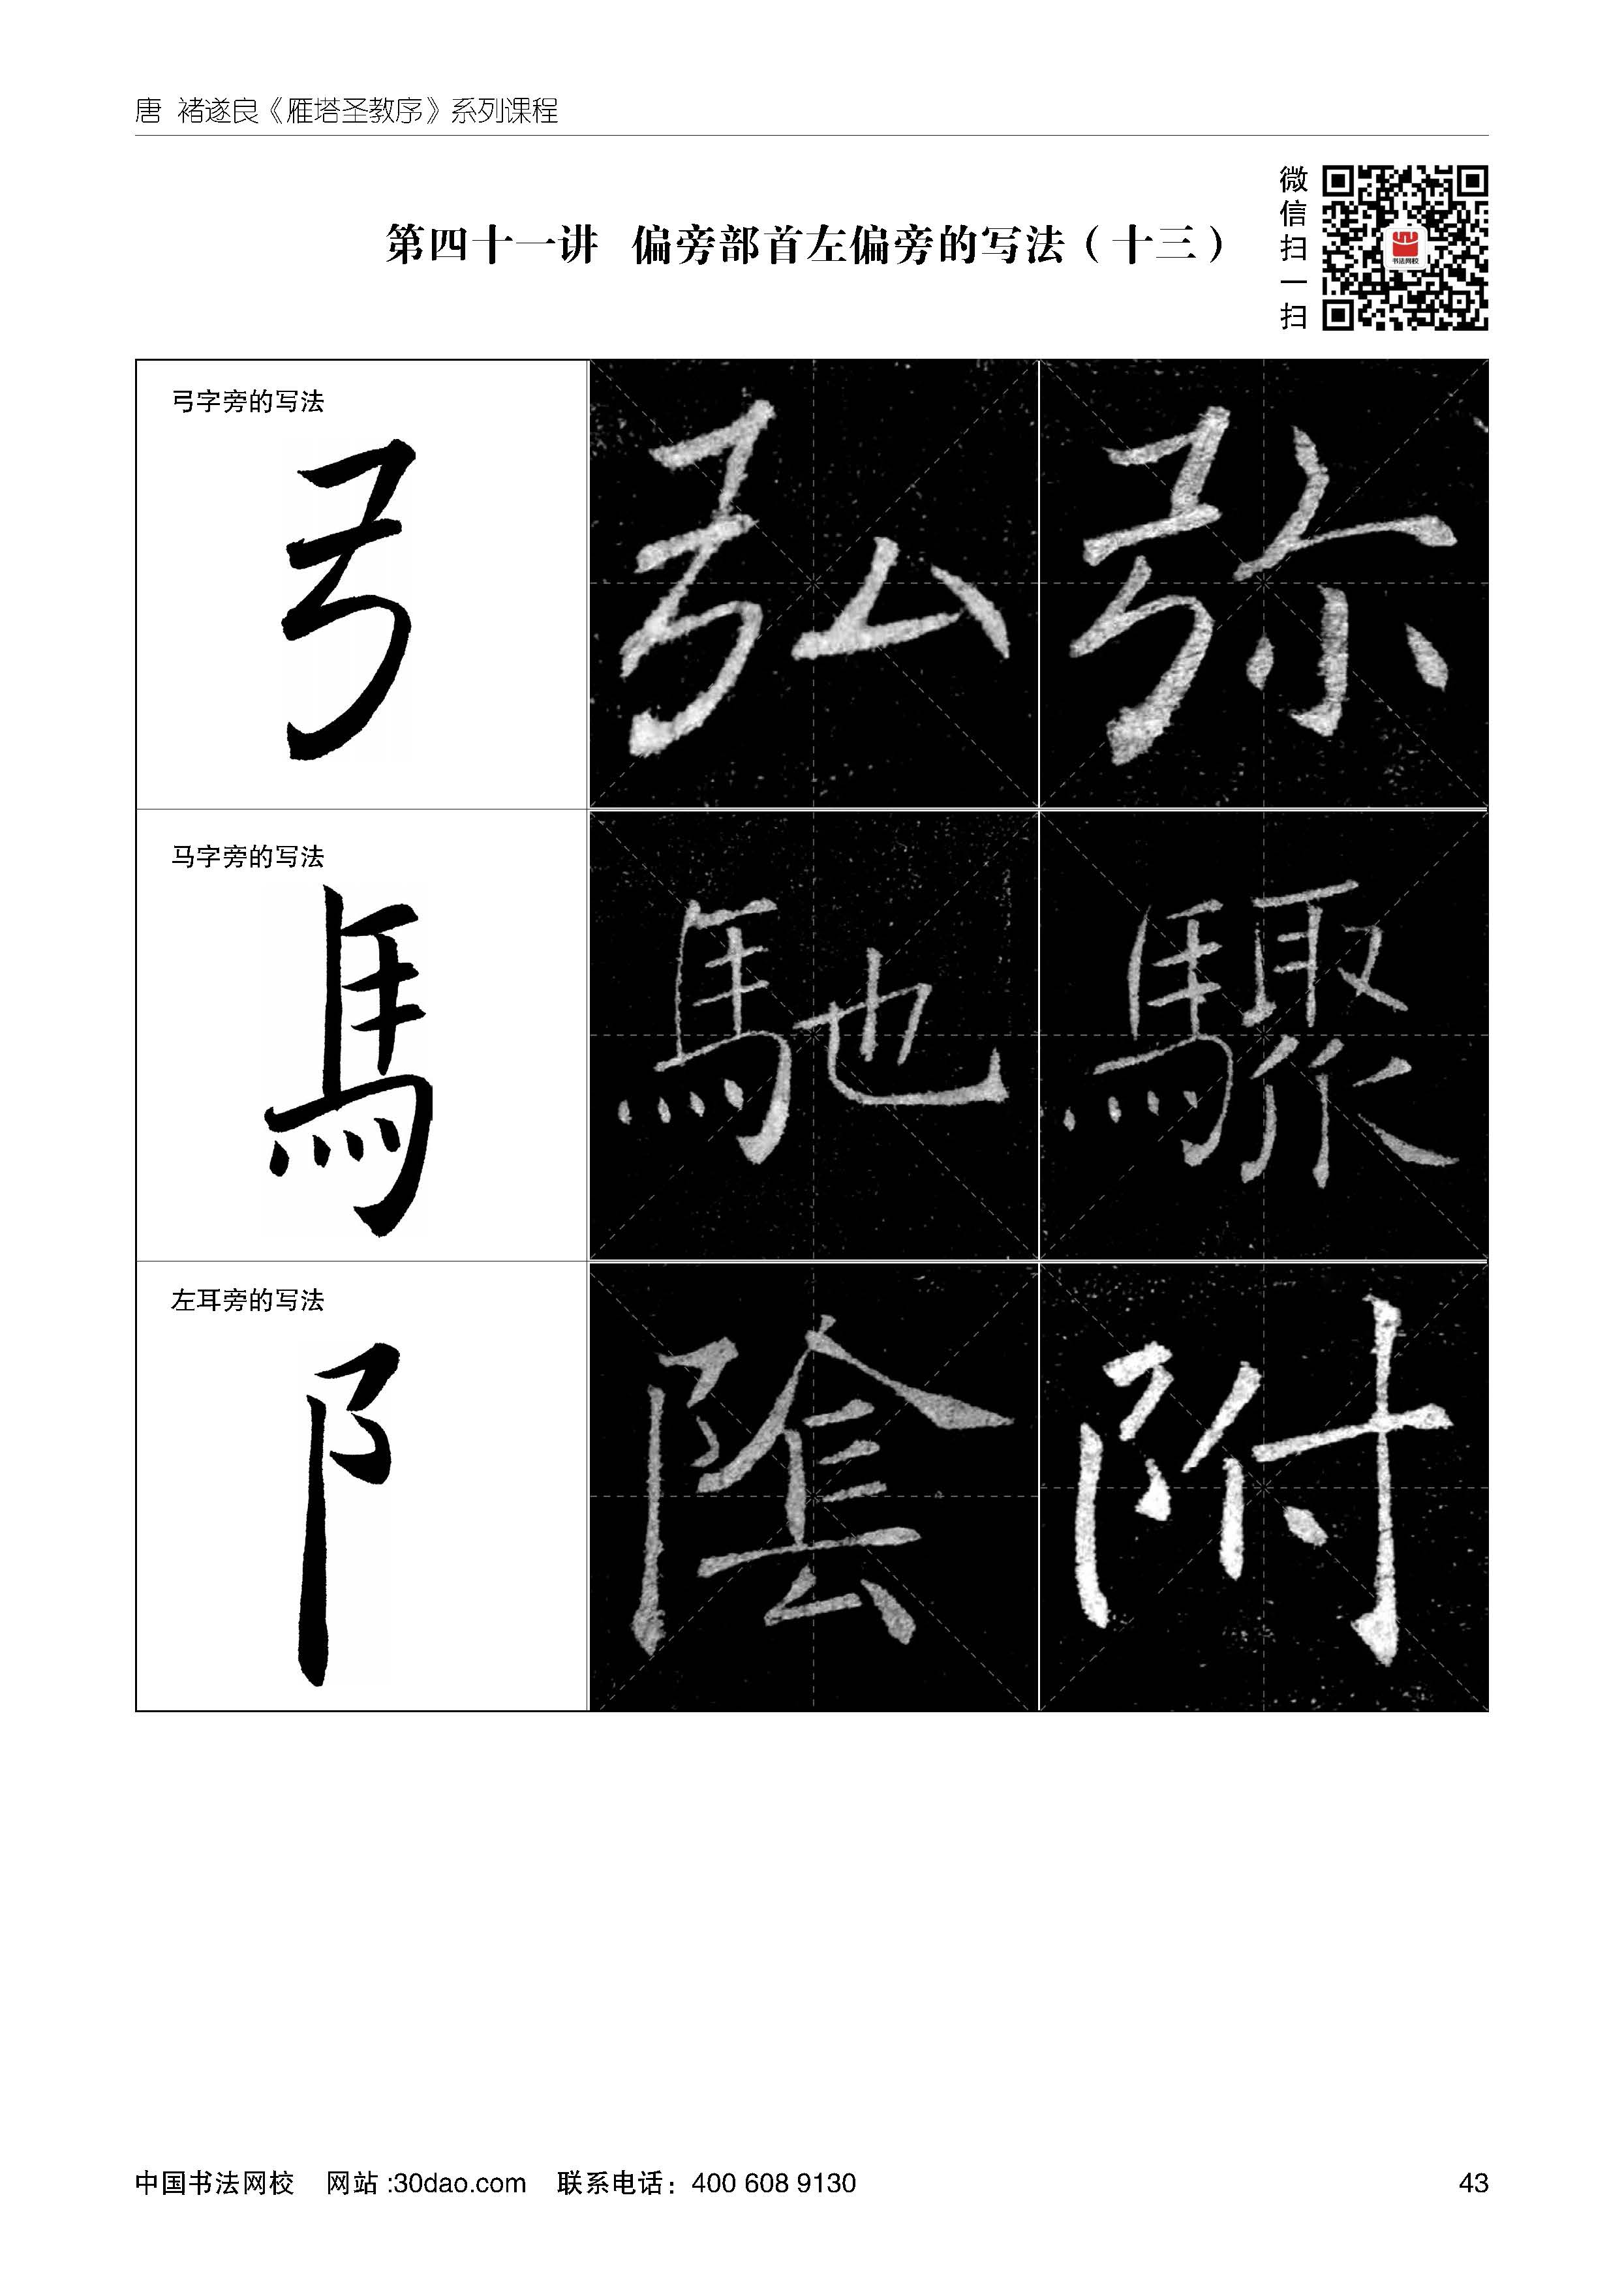 唐 褚遂良《雁塔圣教序》系列课程
第四十一讲 偏旁部首左偏旁的写法（十三）
微信扫一扫
书法网校
弓字旁的写法
弓 弘 弥
马字旁的写法
馬 馳 驟
左耳旁的写法
阝 陰 附
中国书法网校 网站:30dao.com 联系电话：400 608 9130
43